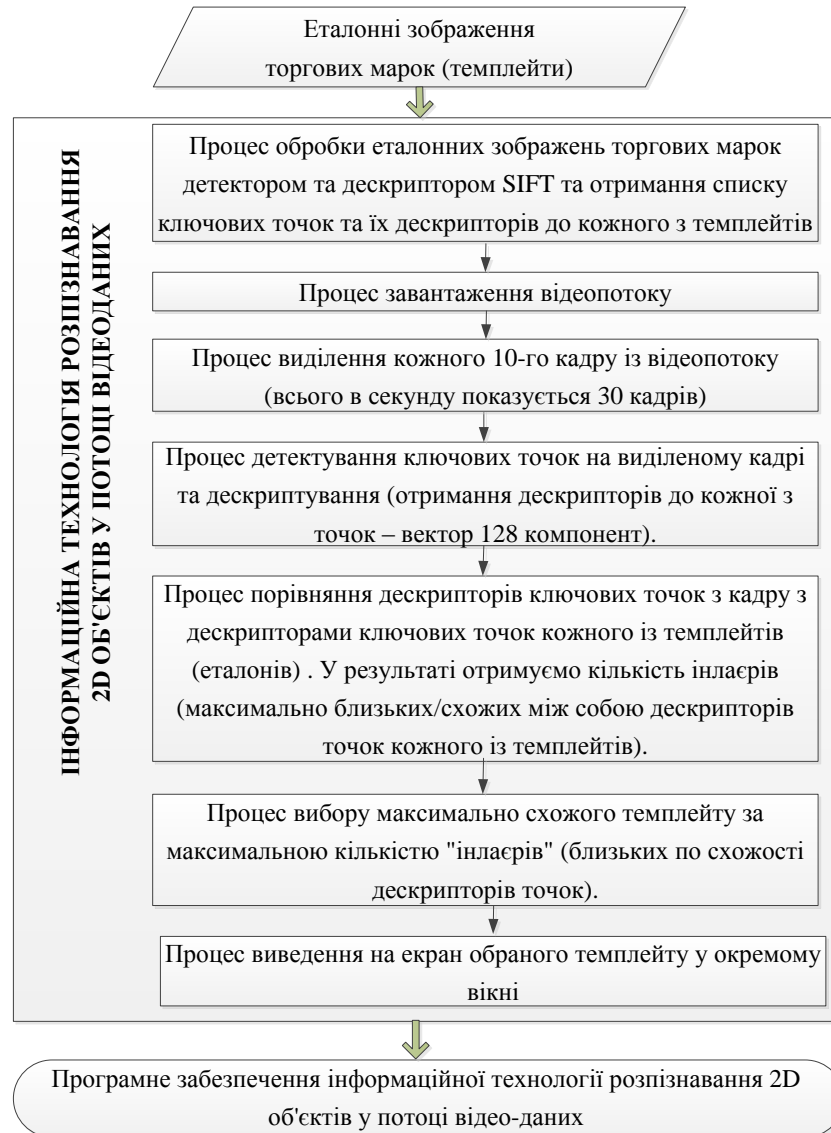 Еталонні зображення
торгових марок (темплейти)
ІНФОРМАЦІЙНА ТЕХНОЛОГІЯ РОЗПІЗНАВАННЯ
2D ОБ'ЄКТІВ У ПОТОЦІ ВІДЕОДАНИХ
Процес обробки еталонних зображень торгових марок
детектором та дескриптором SIFT та отримання списку
ключових точок та їх дескрипторів до кожного з темплейтів
Процес завантаження відеопотоку
Процес виділення кожного 10-го кадру із відеопотоку
(всього в секунду показується 30 кадрів)
Процес детектування ключових точок на виділеному кадрі
та дескриптування (отримання дескрипторів до кожної з
точок – вектор 128 компонент).
Процес порівняння дескрипторів ключових точок з кадру з
дескрипторами ключових точок кожного із темплейтів
(еталонів) . У результаті отримуємо кількість інлаєрів
(максимально близьких/схожих між собою дескрипторів
точок кожного із темплейтів).
Процес вибору максимально схожого темплейту за
максимальною кількістю "інлаєрів" (близьких по схожості
дескрипторів точок).
Процес виведення на екран обраного темплейту у окремому
вікні
Програмне забезпечення інформаційної технології розпізнавання 2D
об'єктів у потоці відео-даних